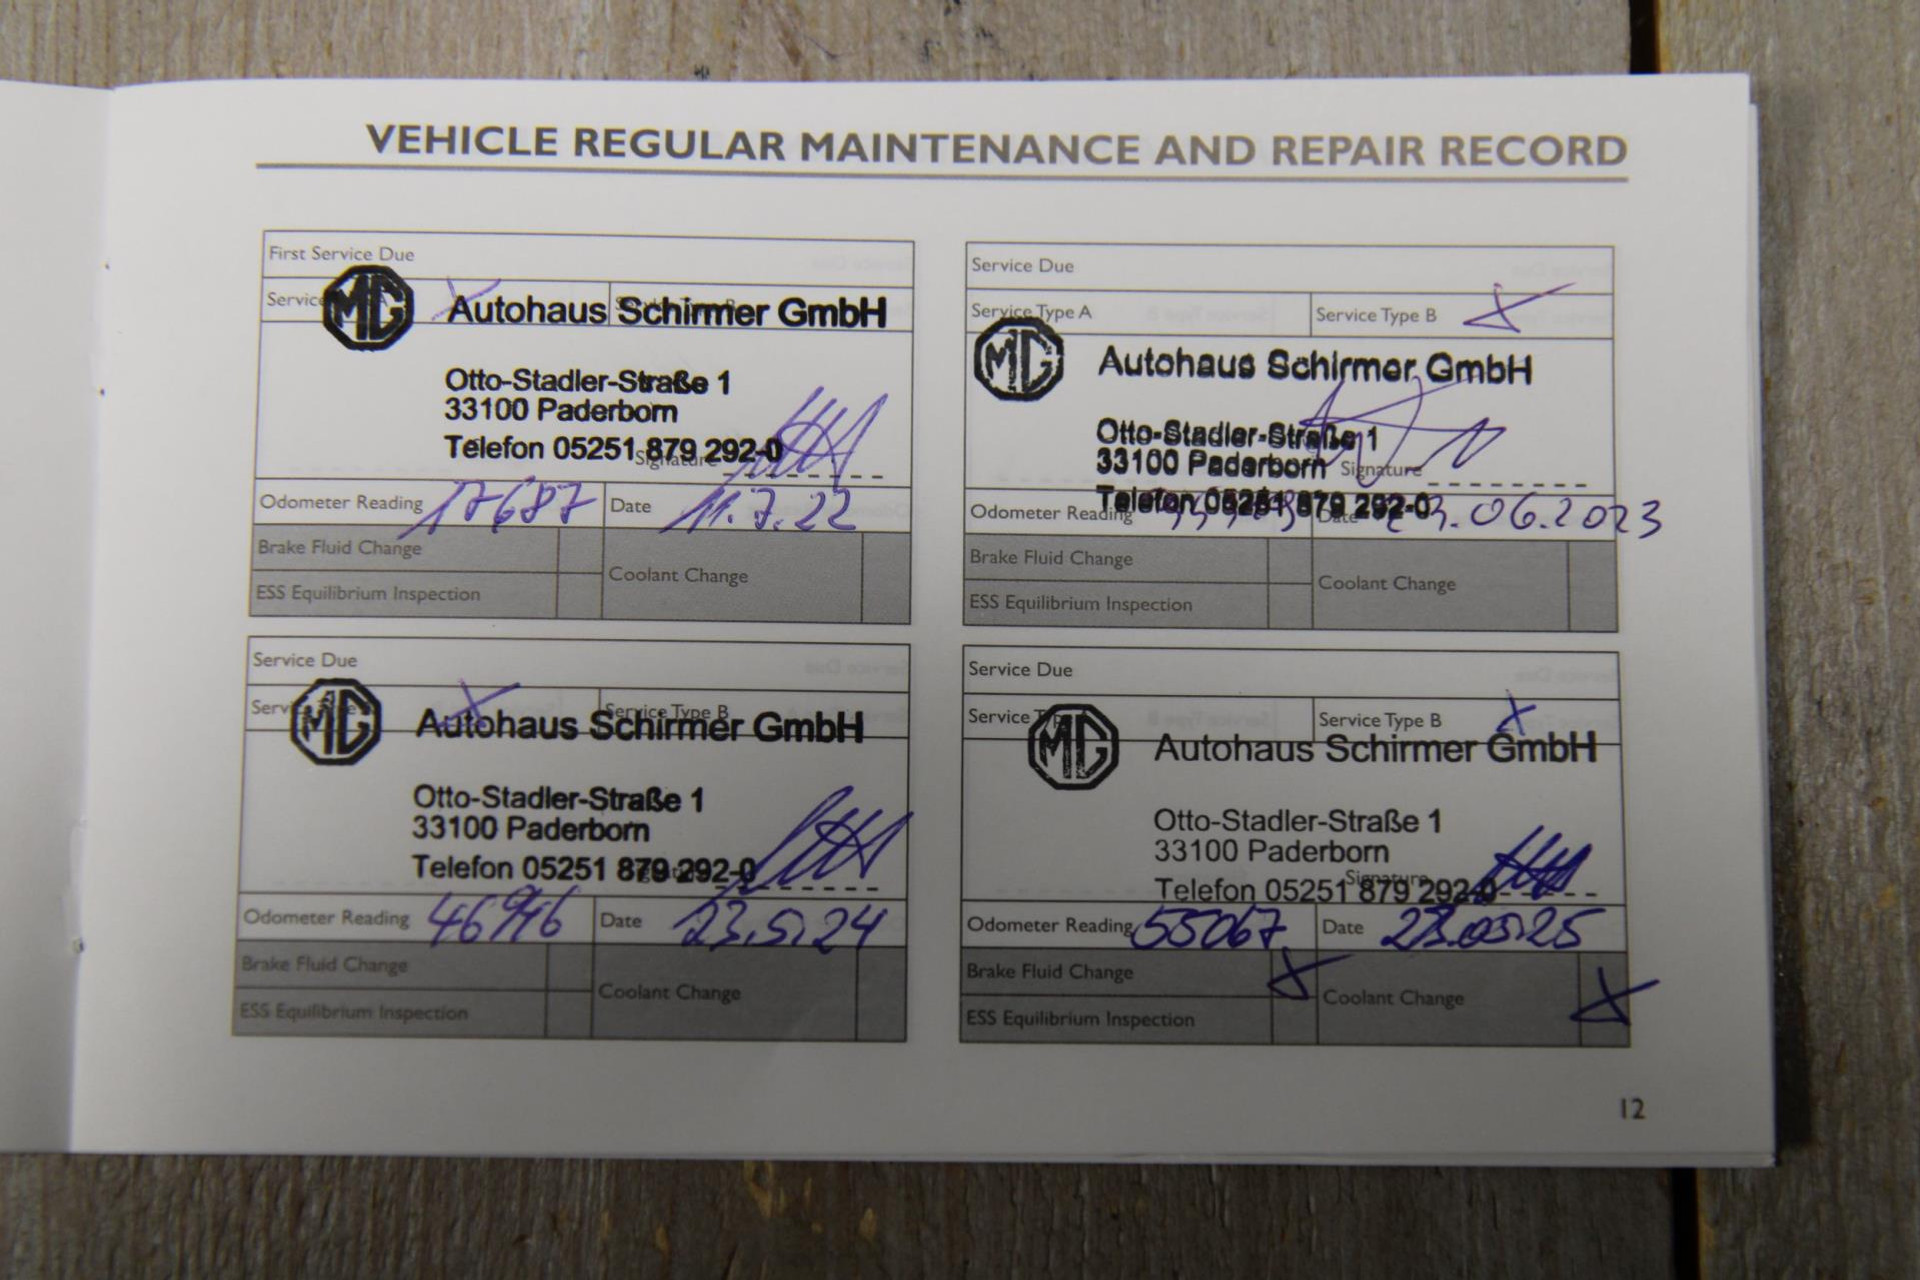 VEHICLE REGULAR MAINTENANCE AND REPAIR RECORD
First Service Due
Service A
MG Autohaus Schirmer GmbH
Otto-Stadler-Straße 1
33100 Paderborn
Telefon 05251 879 292-0
Signature
Odometer Reading 17687 Date 11.7.22
Brake Fluid Change
Coolant Change
ESS Equilibrium Inspection
Service Due
Service Type A Service Type B X
MG Autohaus Schirmer GmbH
Otto-Stadler-Straße 1
33100 Paderborn
Signature
Telefon 05251 879 292-0
Odometer Reading Date .06.2023
Brake Fluid Change
Coolant Change
ESS Equilibrium Inspection
Service Due
Service Type B
MG Autohaus Schirmer GmbH
Otto-Stadler-Straße 1
33100 Paderborn
Telefon 05251 879 292-0
Odometer Reading Date 23.5.24
Brake Fluid Change
Coolant Change
ESS Equilibrium Inspection
Service Due
Service Type B X
MG Autohaus Schirmer GmbH
Otto-Stadler-Straße 1
33100 Paderborn
Signature
Telefon 05251 879 292-0
Odometer Reading 55067 Date 23.05.25
Brake Fluid Change X
Coolant Change X
ESS Equilibrium Inspection
12